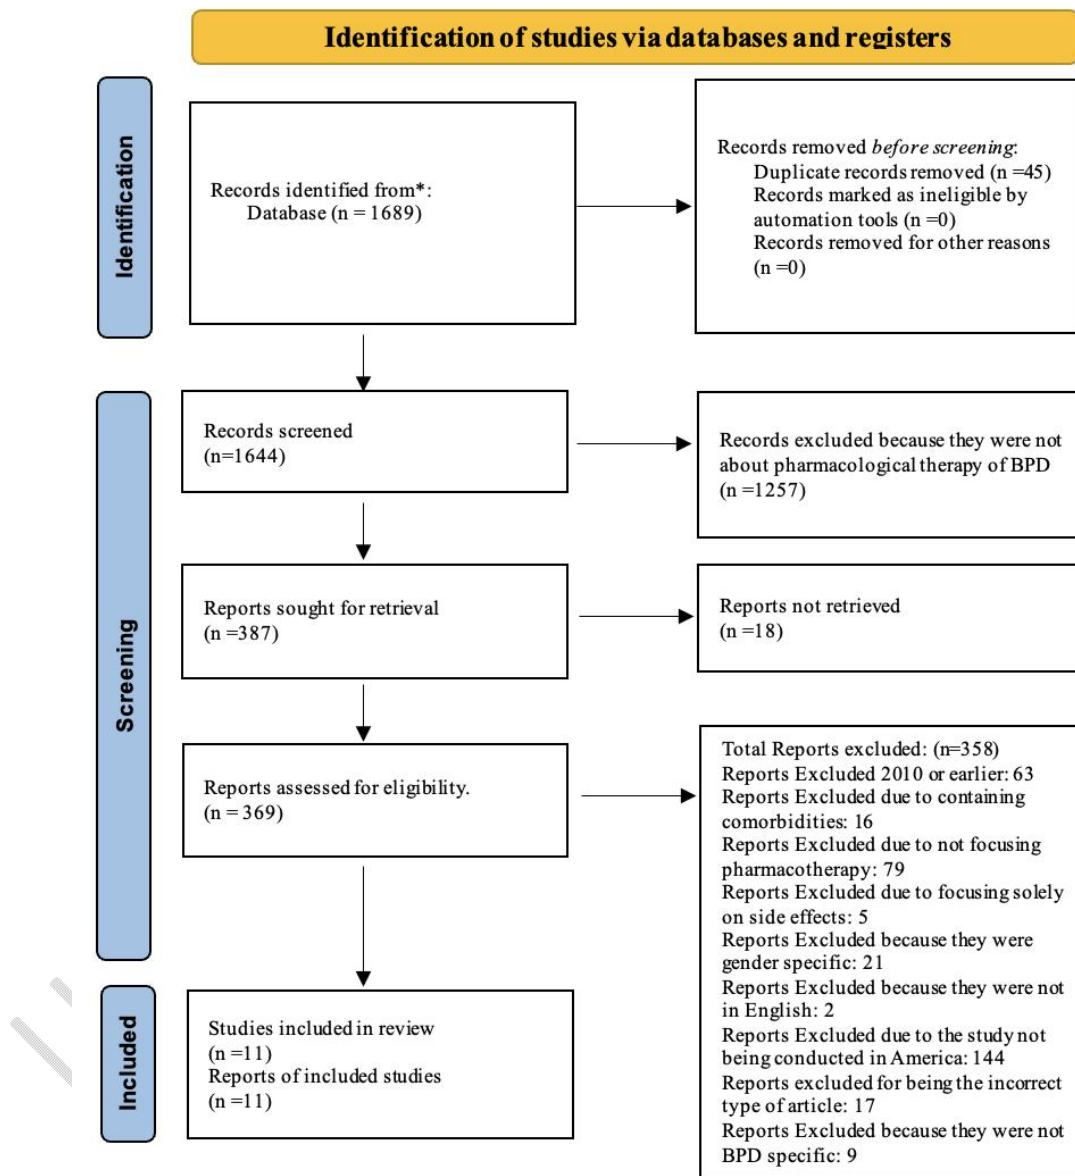 Identification of studies via databases and registers
Identification
Records identified from*:
Database (n = 1689)
Records removed before screening:
Duplicate records removed (n =45)
Records marked as ineligible by
automation tools (n =0)
Records removed for other reasons
(n =0)
Screening
Records screened
(n=1644)
Records excluded because they were not
about pharmacological therapy of BPD
(n =1257)
Reports sought for retrieval
(n =387)
Reports not retrieved
(n =18)
Reports assessed for eligibility.
(n = 369)
Total Reports excluded: (n=358)
Reports Excluded 2010 or earlier: 63
Reports Excluded due to containing
comorbidities: 16
Reports Excluded due to not focusing
pharmacotherapy: 79
Reports Excluded due to focusing solely
on side effects: 5
Reports Excluded because they were
gender specific: 21
Reports Excluded because they were not
in English: 2
Reports Excluded due to the study not
being conducted in America: 144
Reports excluded for being the incorrect
type of article: 17
Reports Excluded because they were not
BPD specific: 9
Included
Studies included in review
(n =11)
Reports of included studies
(n =11)